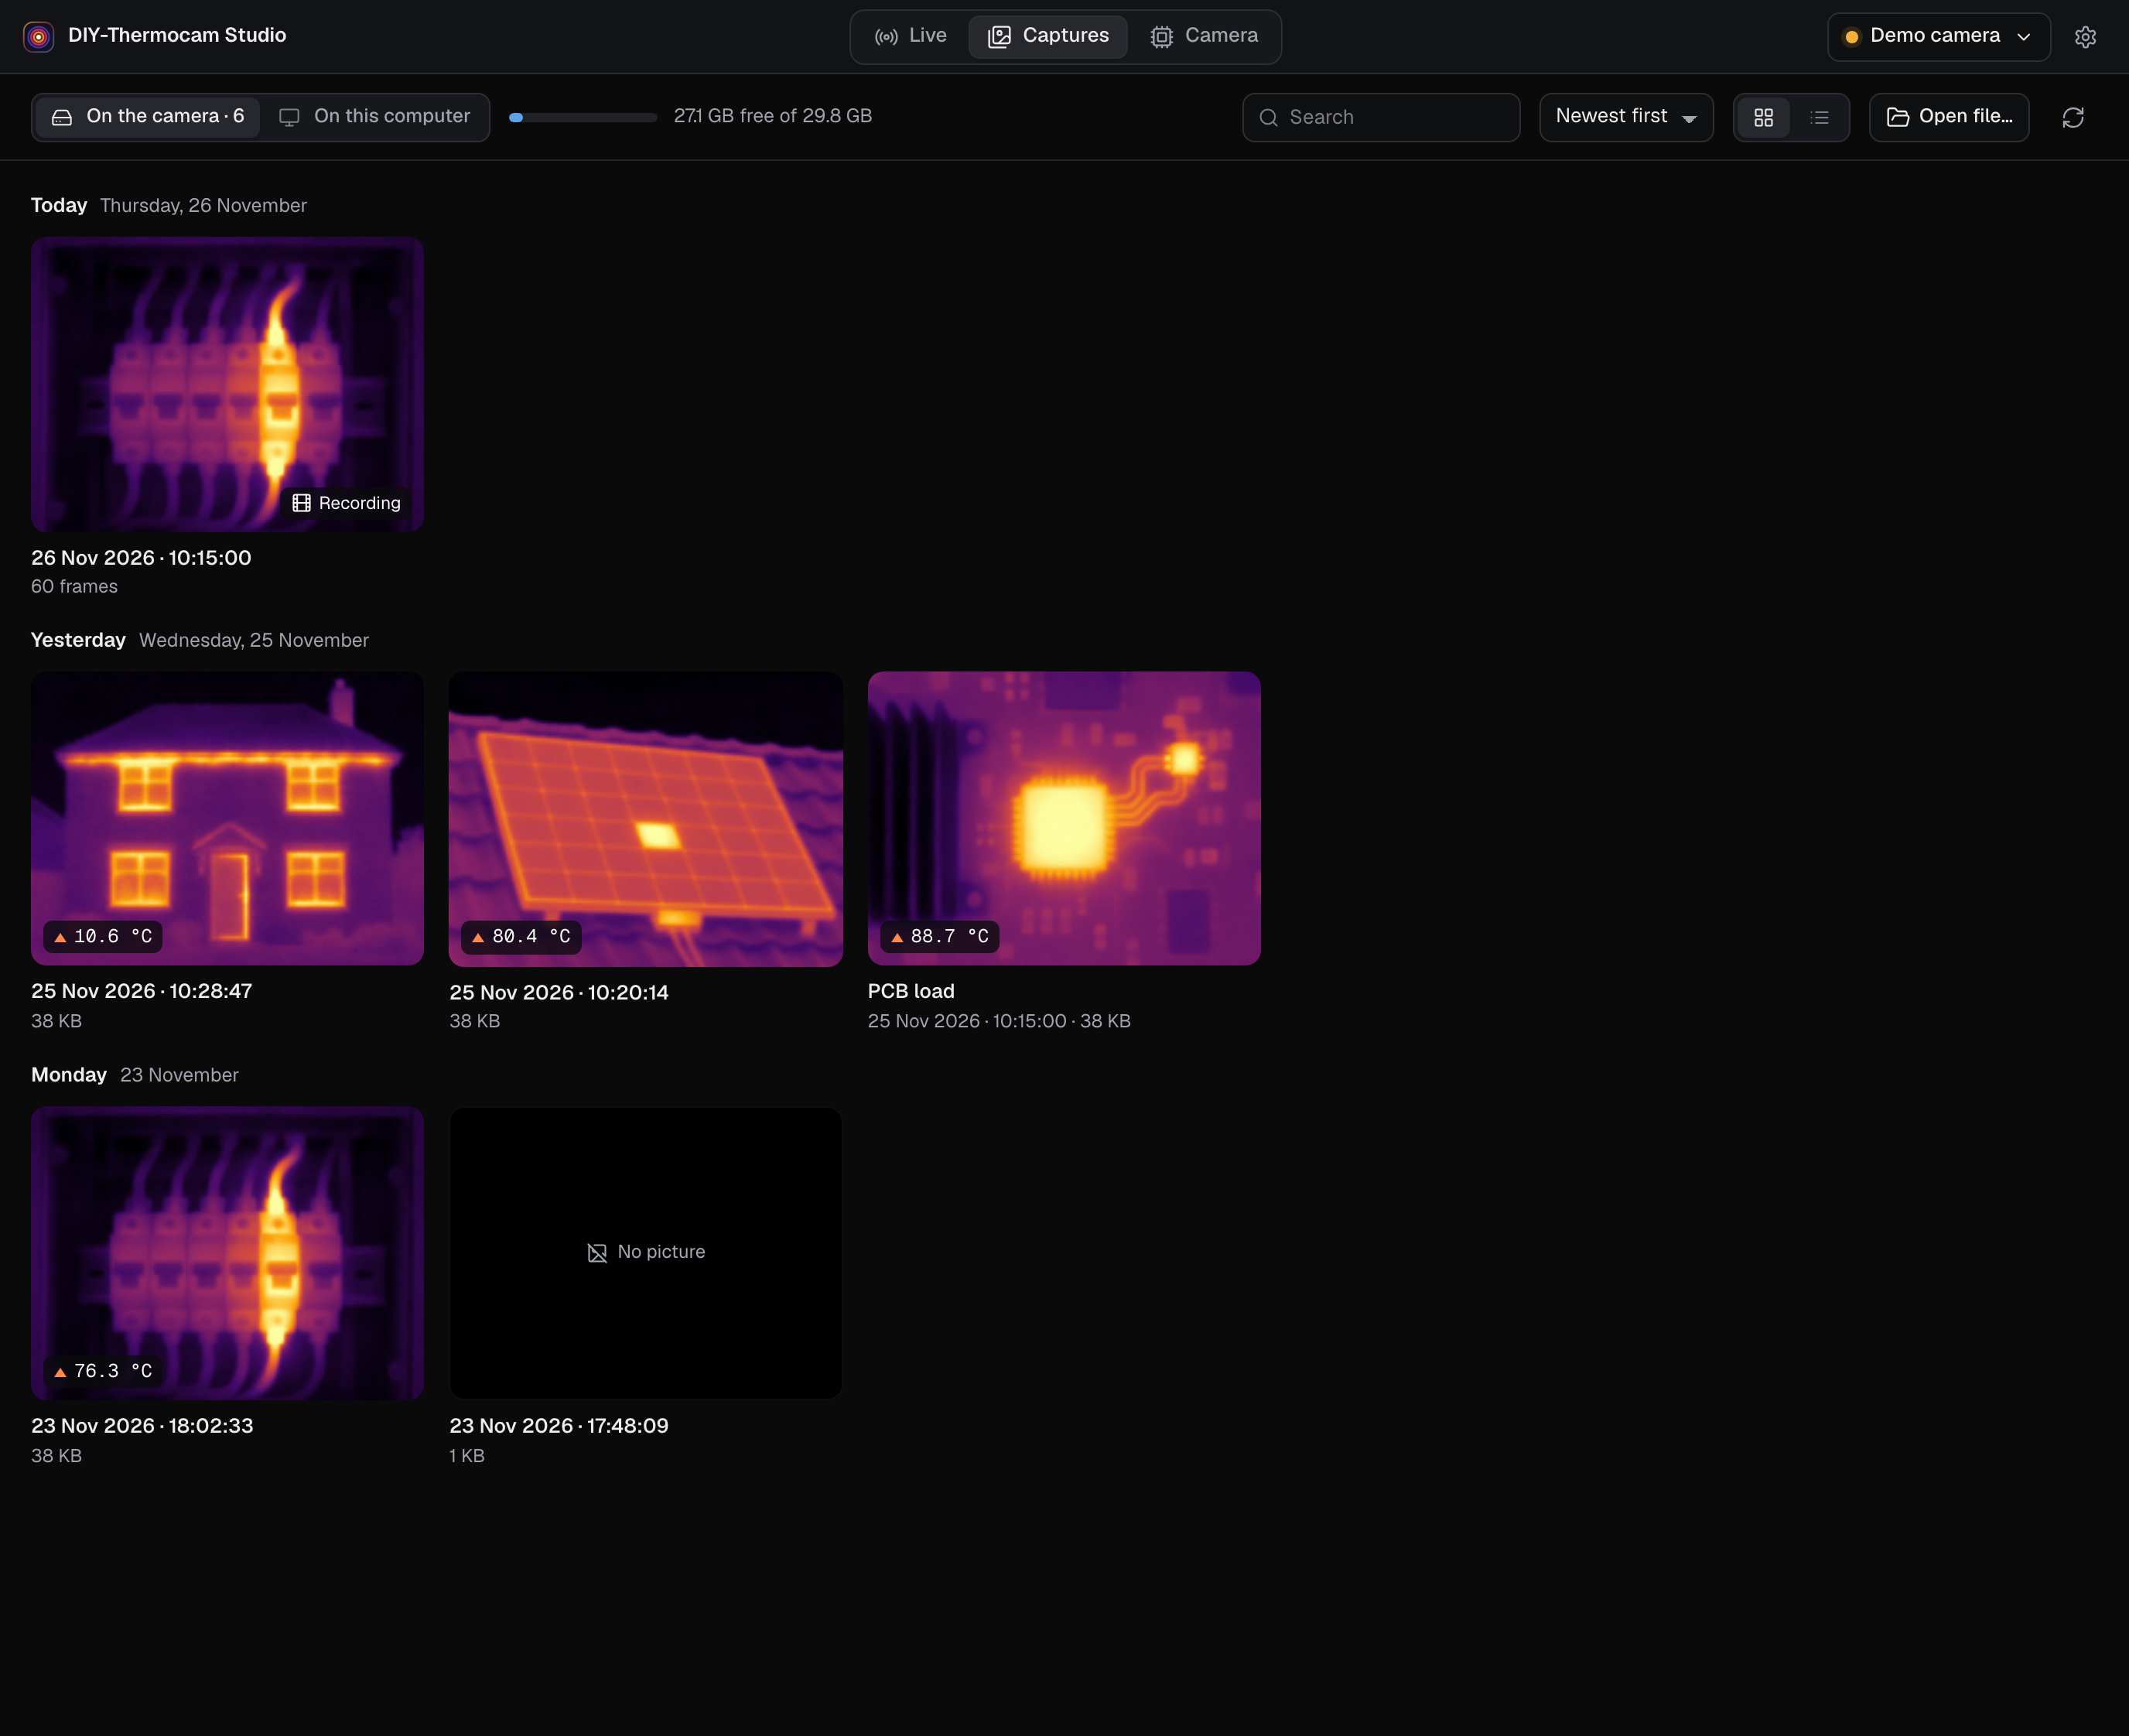 DIY-Thermocam Studio
Live
Captures
Camera
Demo camera
On the camera · 6
On this computer
27.1 GB free of 29.8 GB
Search
Newest first
Open file…
Today Thursday, 26 November
Recording
26 Nov 2026 · 10:15:00
60 frames
Yesterday Wednesday, 25 November
10.6 °C
80.4 °C
88.7 °C
25 Nov 2026 · 10:28:47
38 KB
25 Nov 2026 · 10:20:14
38 KB
PCB load
25 Nov 2026 · 10:15:00 · 38 KB
Monday 23 November
76.3 °C
No picture
23 Nov 2026 · 18:02:33
38 KB
23 Nov 2026 · 17:48:09
1 KB